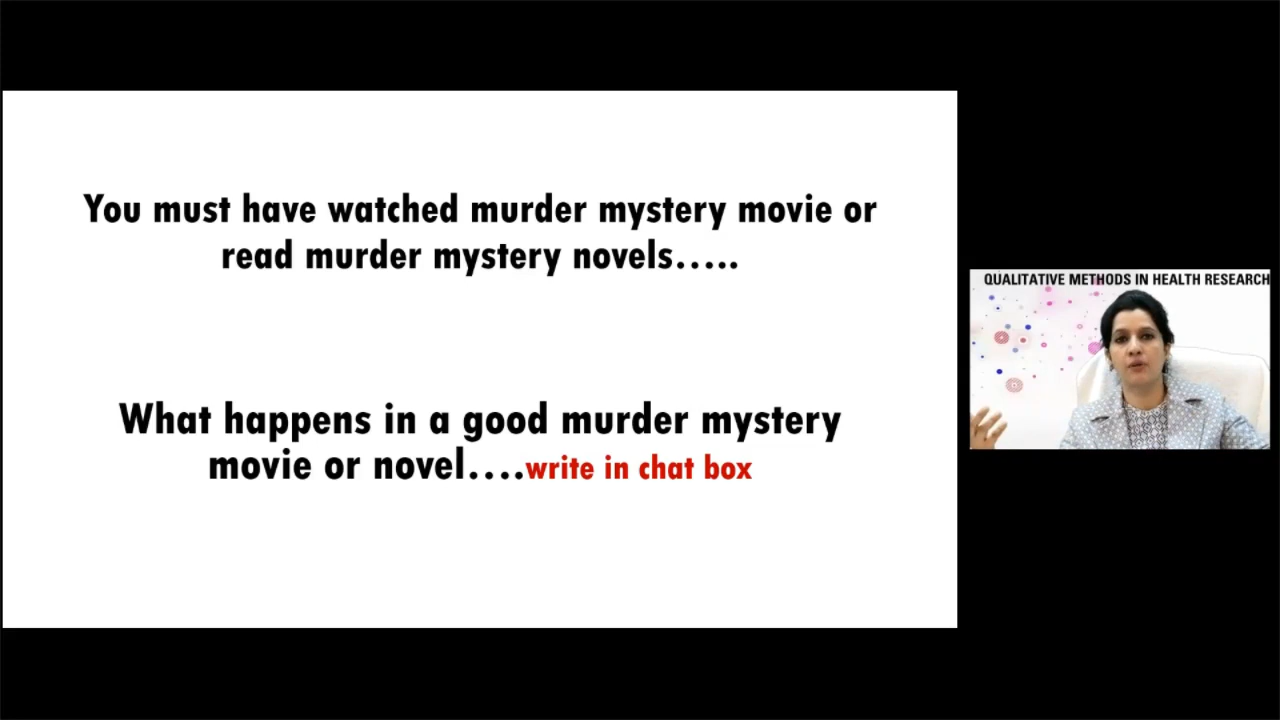 You must have watched murder mystery movie or
read murder mystery novels.....
What happens in a good murder mystery
movie or novel....write in chat box
QUALITATIVE METHODS IN HEALTH RESEARCH